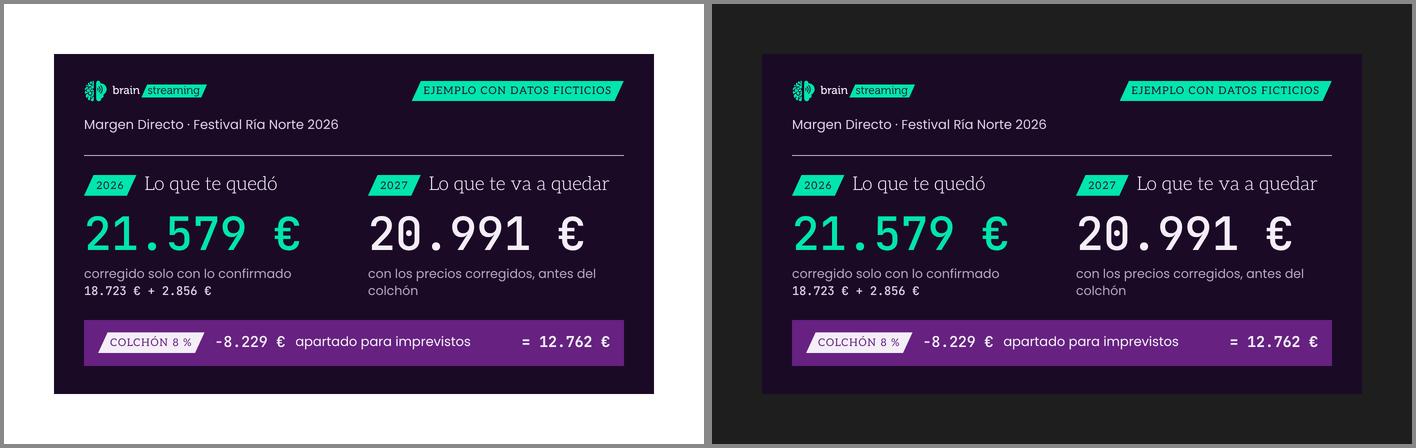 brain streaming
EJEMPLO CON DATOS FICTICIOS
Margen Directo · Festival Ría Norte 2026
2026 Lo que te quedó
21.579 €
corregido solo con lo confirmado
18.723 € + 2.856 €
2027 Lo que te va a quedar
20.991 €
con los precios corregidos, antes del
colchón
COLCHÓN 8 % -8.229 € apartado para imprevistos = 12.762 €
brain streaming
EJEMPLO CON DATOS FICTICIOS
Margen Directo · Festival Ría Norte 2026
2026 Lo que te quedó
21.579 €
corregido solo con lo confirmado
18.723 € + 2.856 €
2027 Lo que te va a quedar
20.991 €
con los precios corregidos, antes del
colchón
COLCHÓN 8 % -8.229 € apartado para imprevistos = 12.762 €